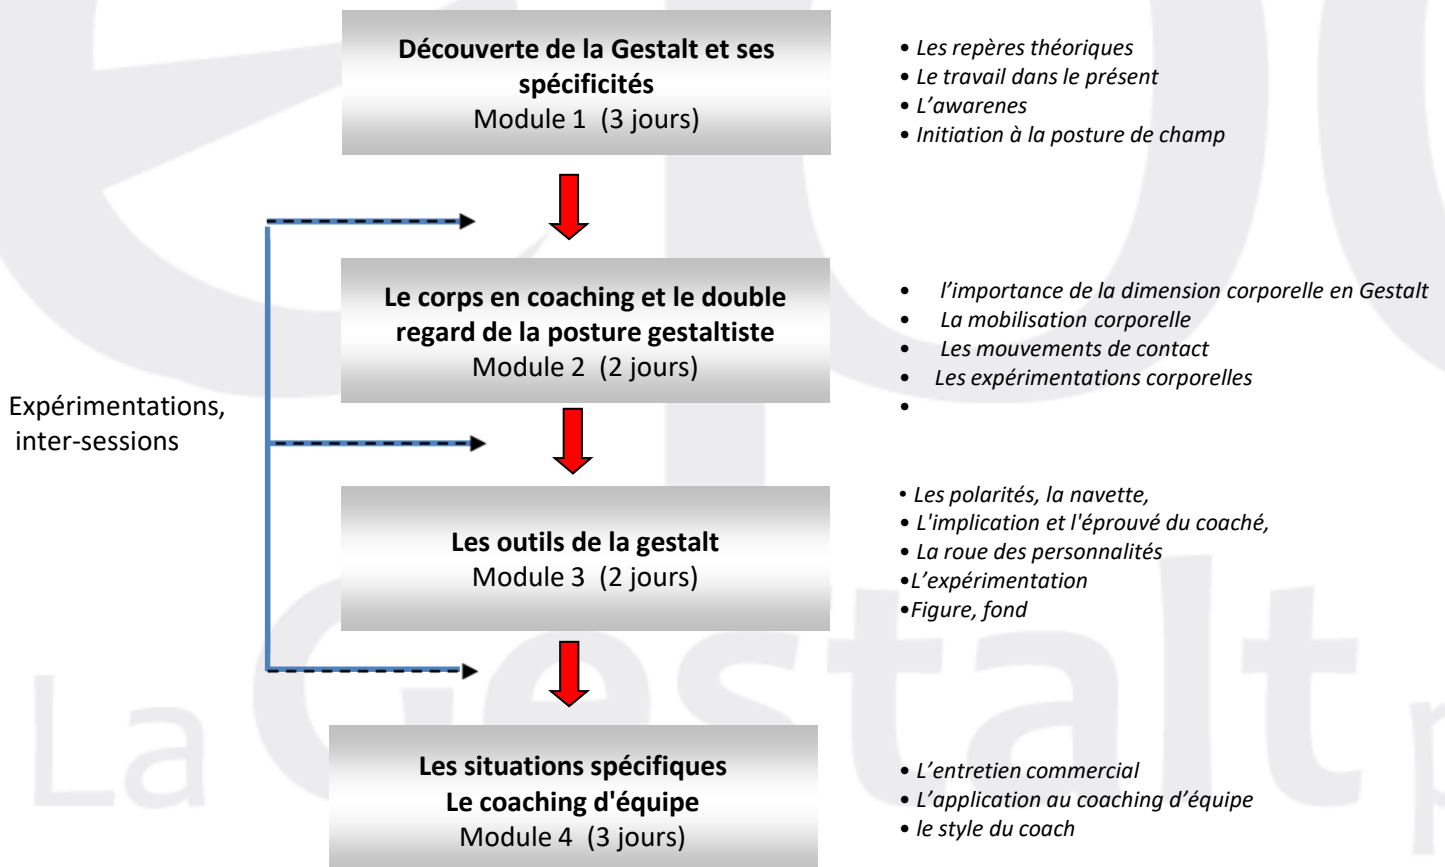 Découverte de la Gestalt et ses
spécificités
Module 1 (3 jours)
• Les repères théoriques
• Le travail dans le présent
• L’awarenes
• Initiation à la posture de champ
Le corps en coaching et le double
regard de la posture gestaltiste
Module 2 (2 jours)
• l’importance de la dimension corporelle en Gestalt
• La mobilisation corporelle
• Les mouvements de contact
• Les expérimentations corporelles
•
Expérimentations,
inter-sessions
Les outils de la gestalt
Module 3 (2 jours)
• Les polarités, la navette,
• L'implication et l'éprouvé du coaché,
• La roue des personnalités
•L’expérimentation
•Figure, fond
Les situations spécifiques
Le coaching d'équipe
Module 4 (3 jours)
• L’entretien commercial
• L’application au coaching d’équipe
• le style du coach
La Gestalt p